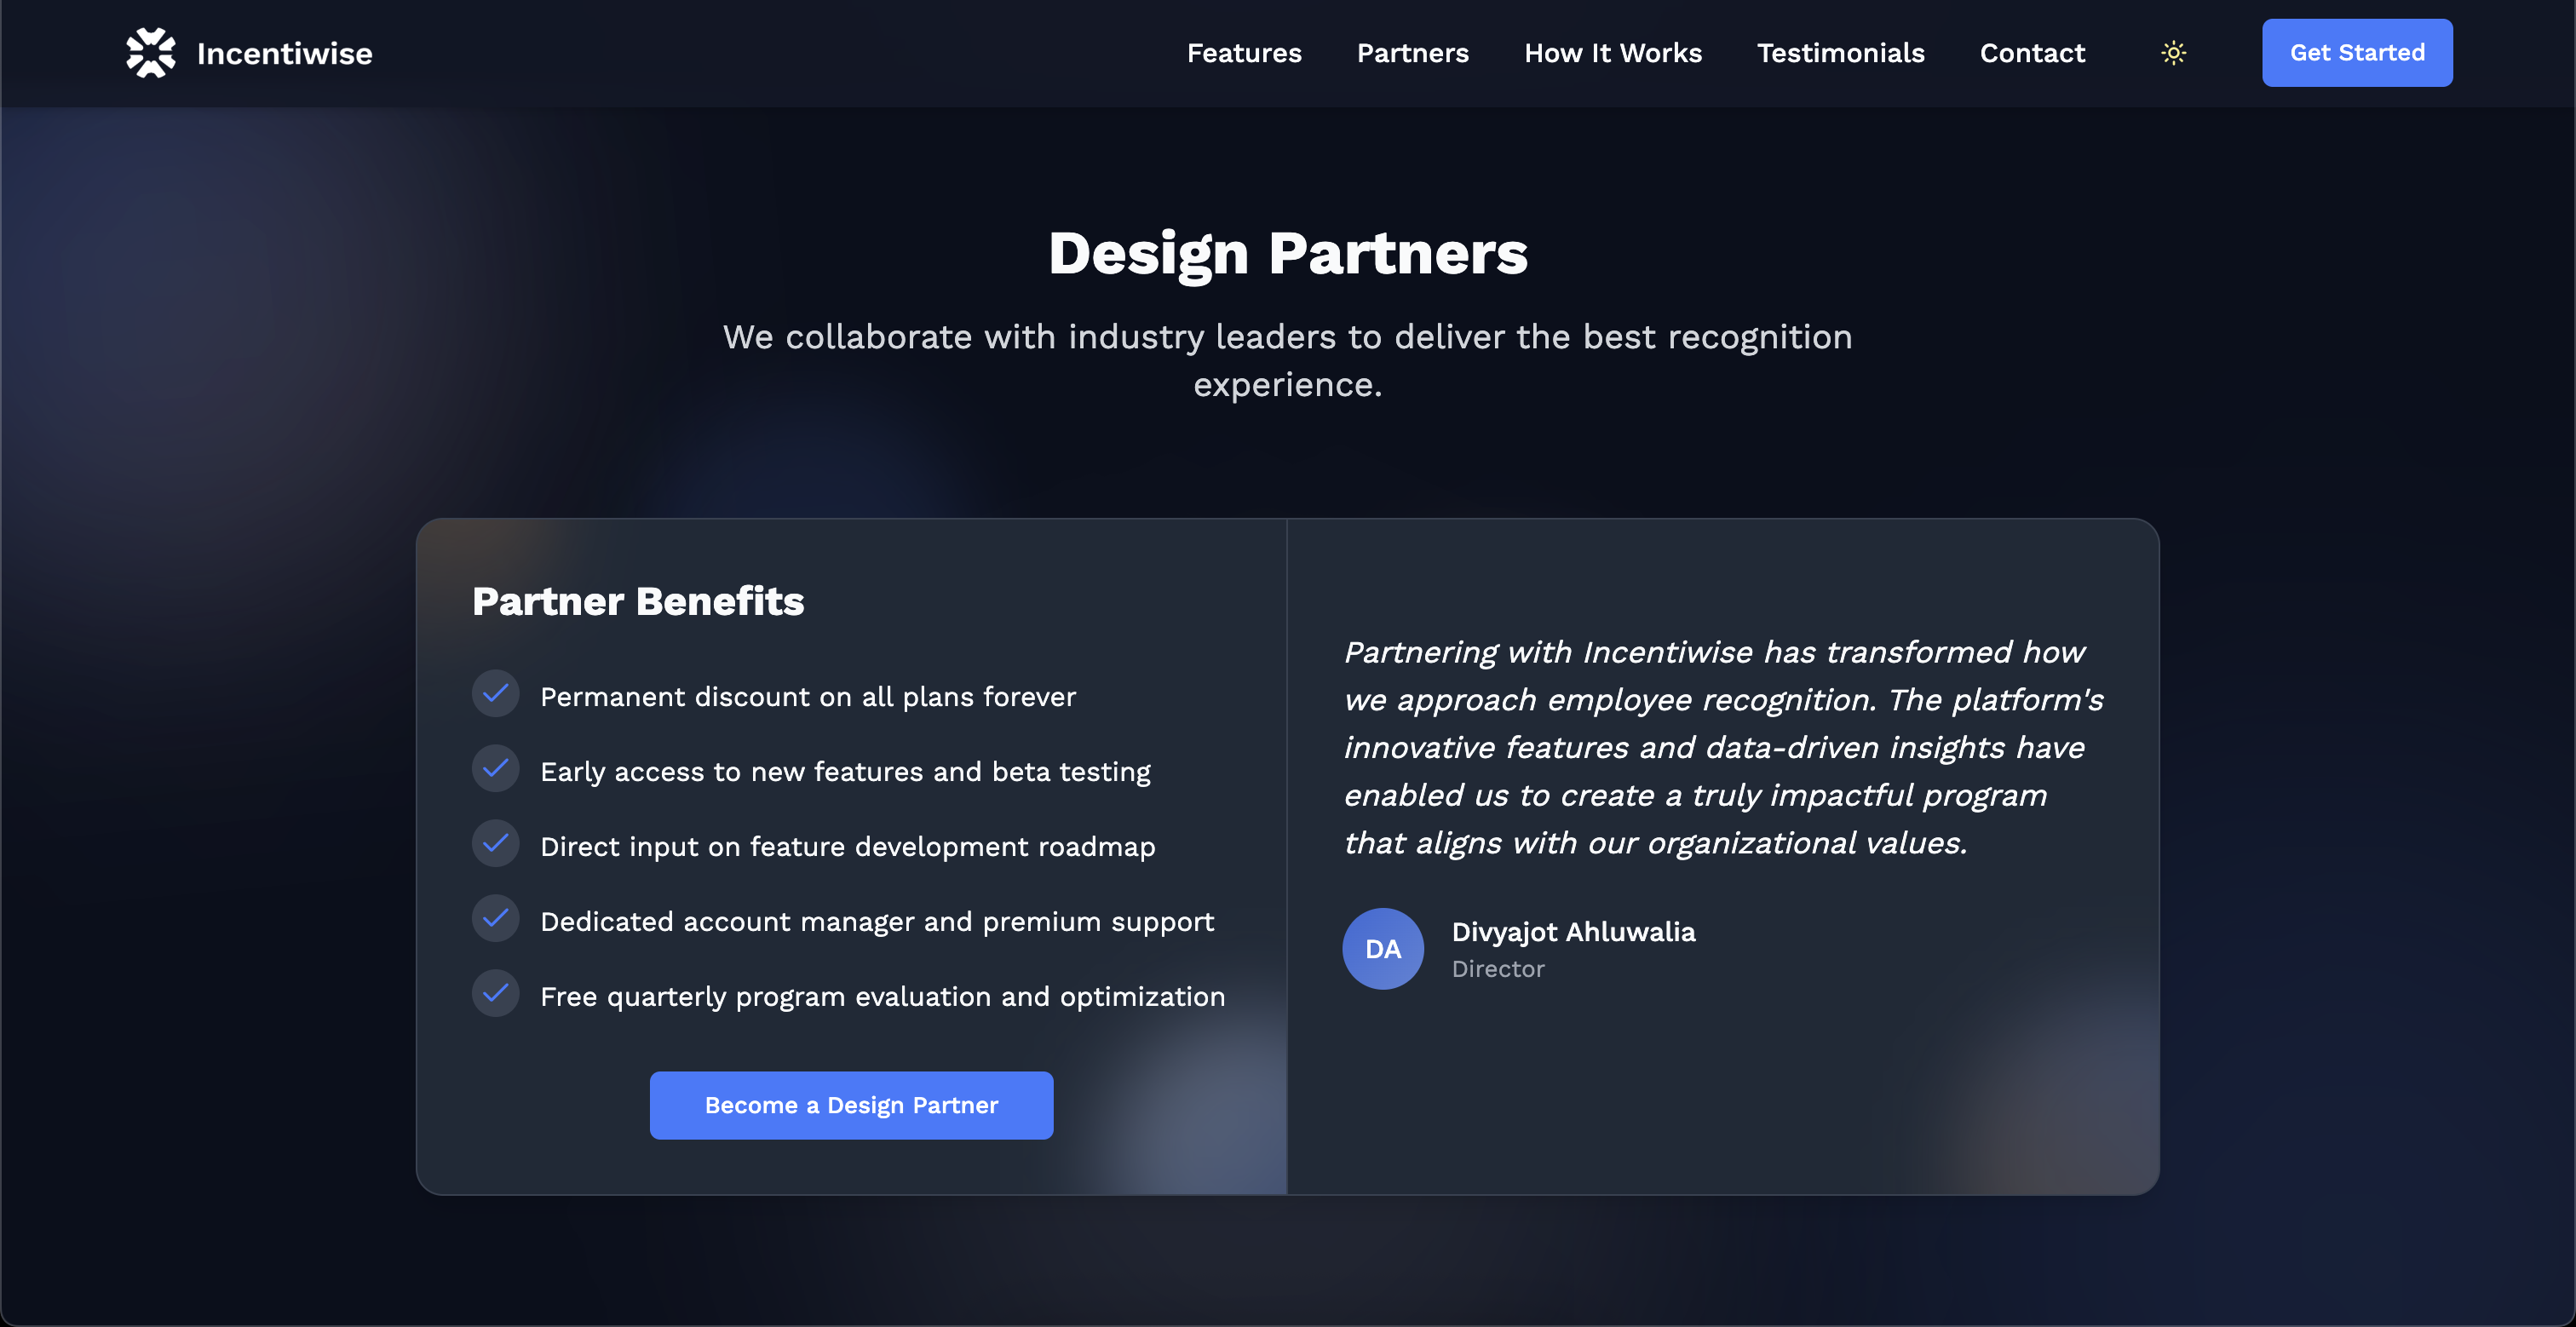 Incentiwise
Features
Partners
How It Works
Testimonials
Contact
Get Started
Design Partners
We collaborate with industry leaders to deliver the best recognition
experience.
Partner Benefits
Permanent discount on all plans forever
Early access to new features and beta testing
Direct input on feature development roadmap
Dedicated account manager and premium support
Free quarterly program evaluation and optimization
Become a Design Partner
Partnering with Incentiwise has transformed how
we approach employee recognition. The platform's
innovative features and data-driven insights have
enabled us to create a truly impactful program
that aligns with our organizational values.
DA
Divyajot Ahluwalia
Director